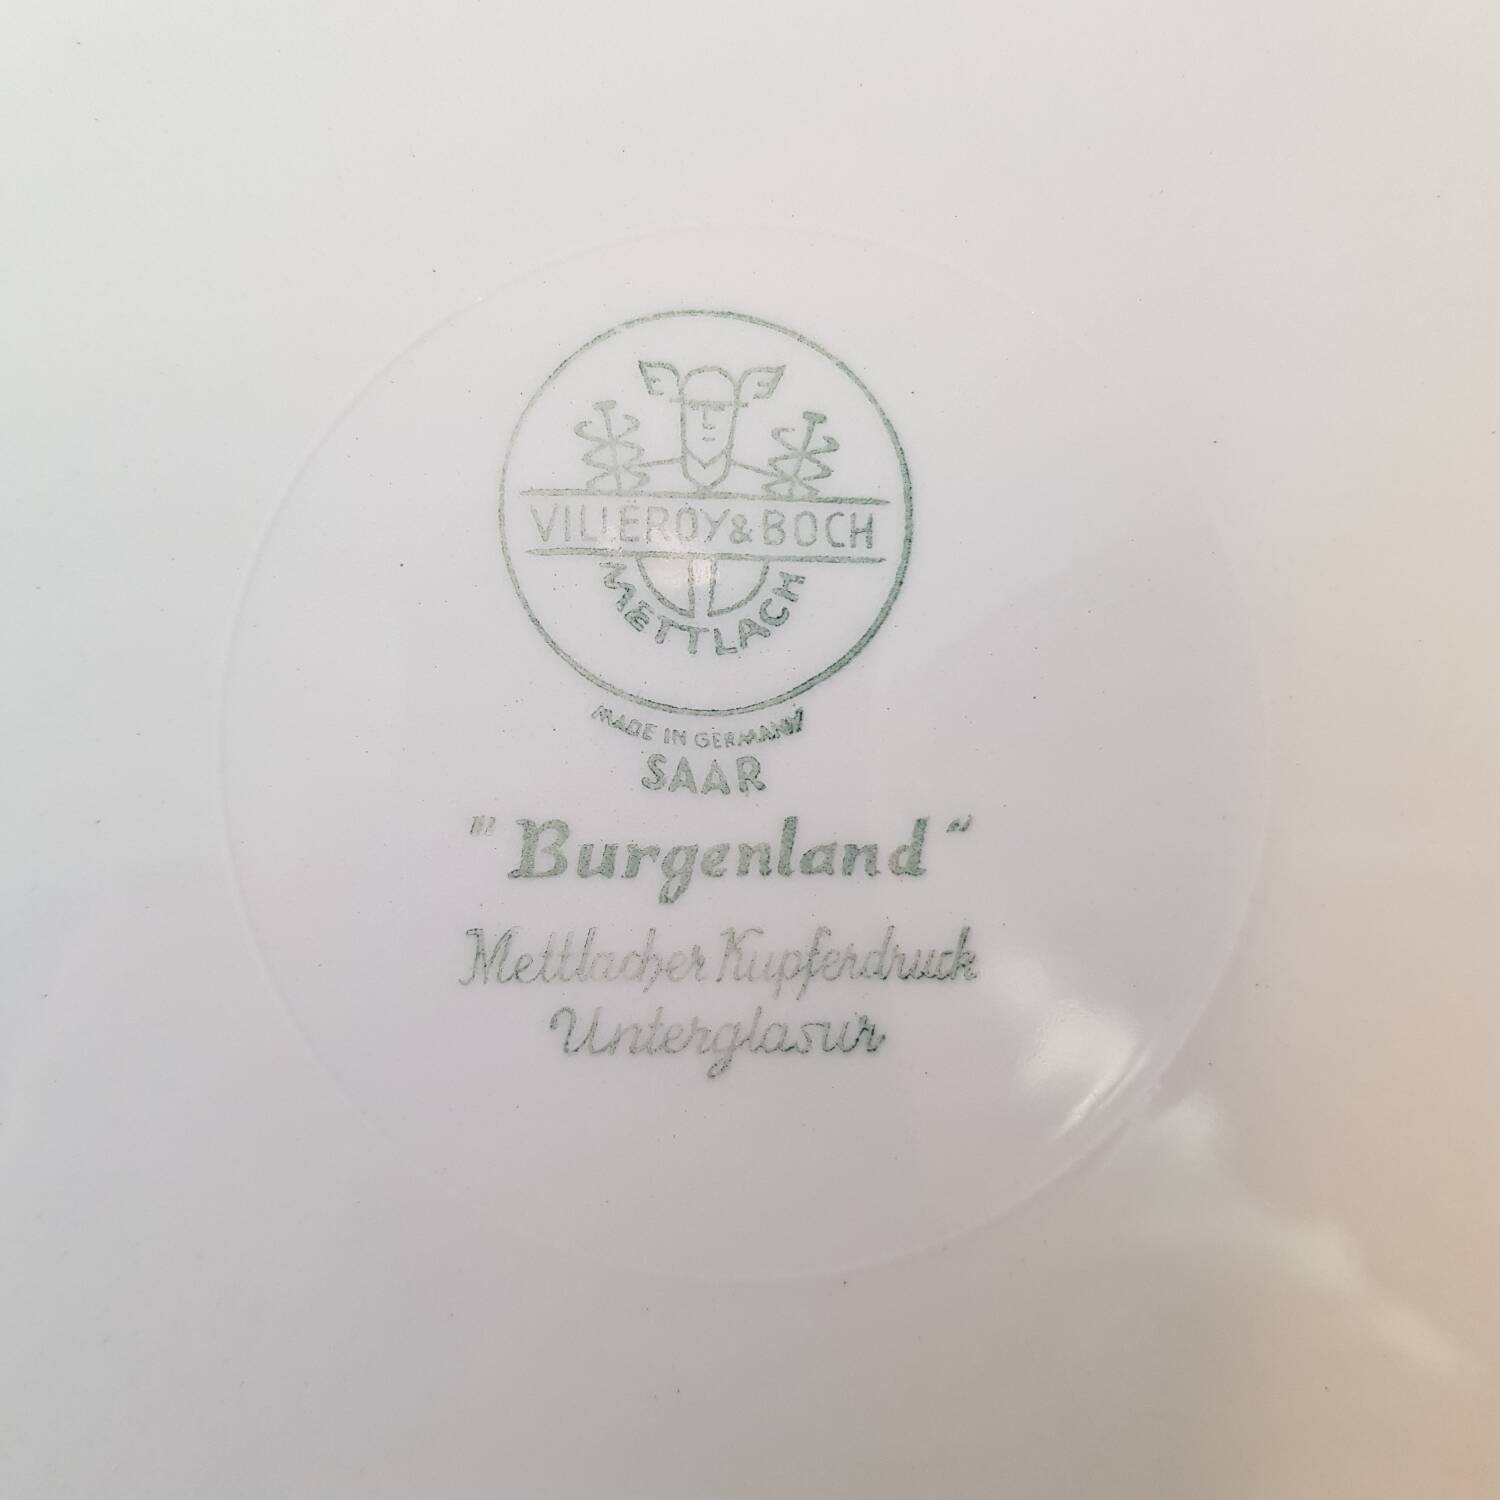 VILLEROY & BOCH
METTLACH
MADE IN GERMANY
SAAR
"Burgenland"
Mettlacher Kupferdruck
Unterglasur